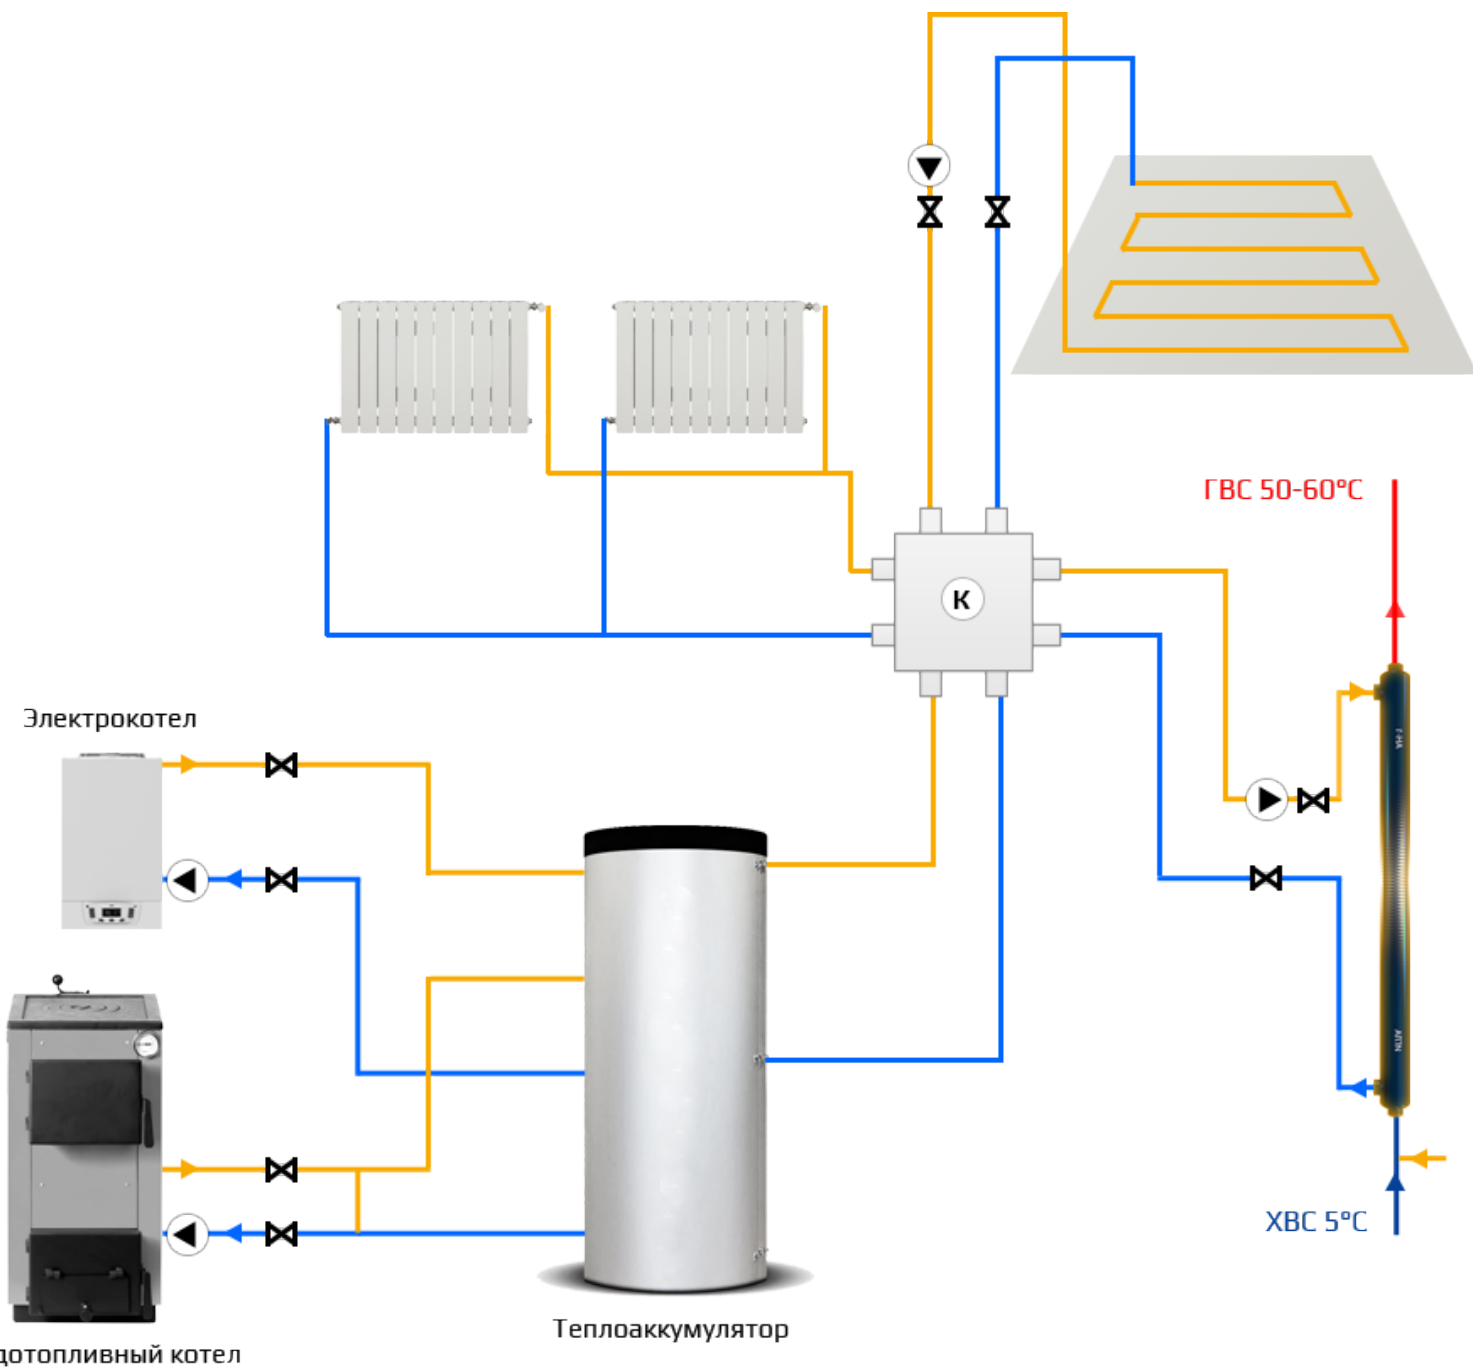 ГВС 50-60°С
К
Электрокотел
ХВС 5°С
Теплоаккумулятор
дотопливный котел